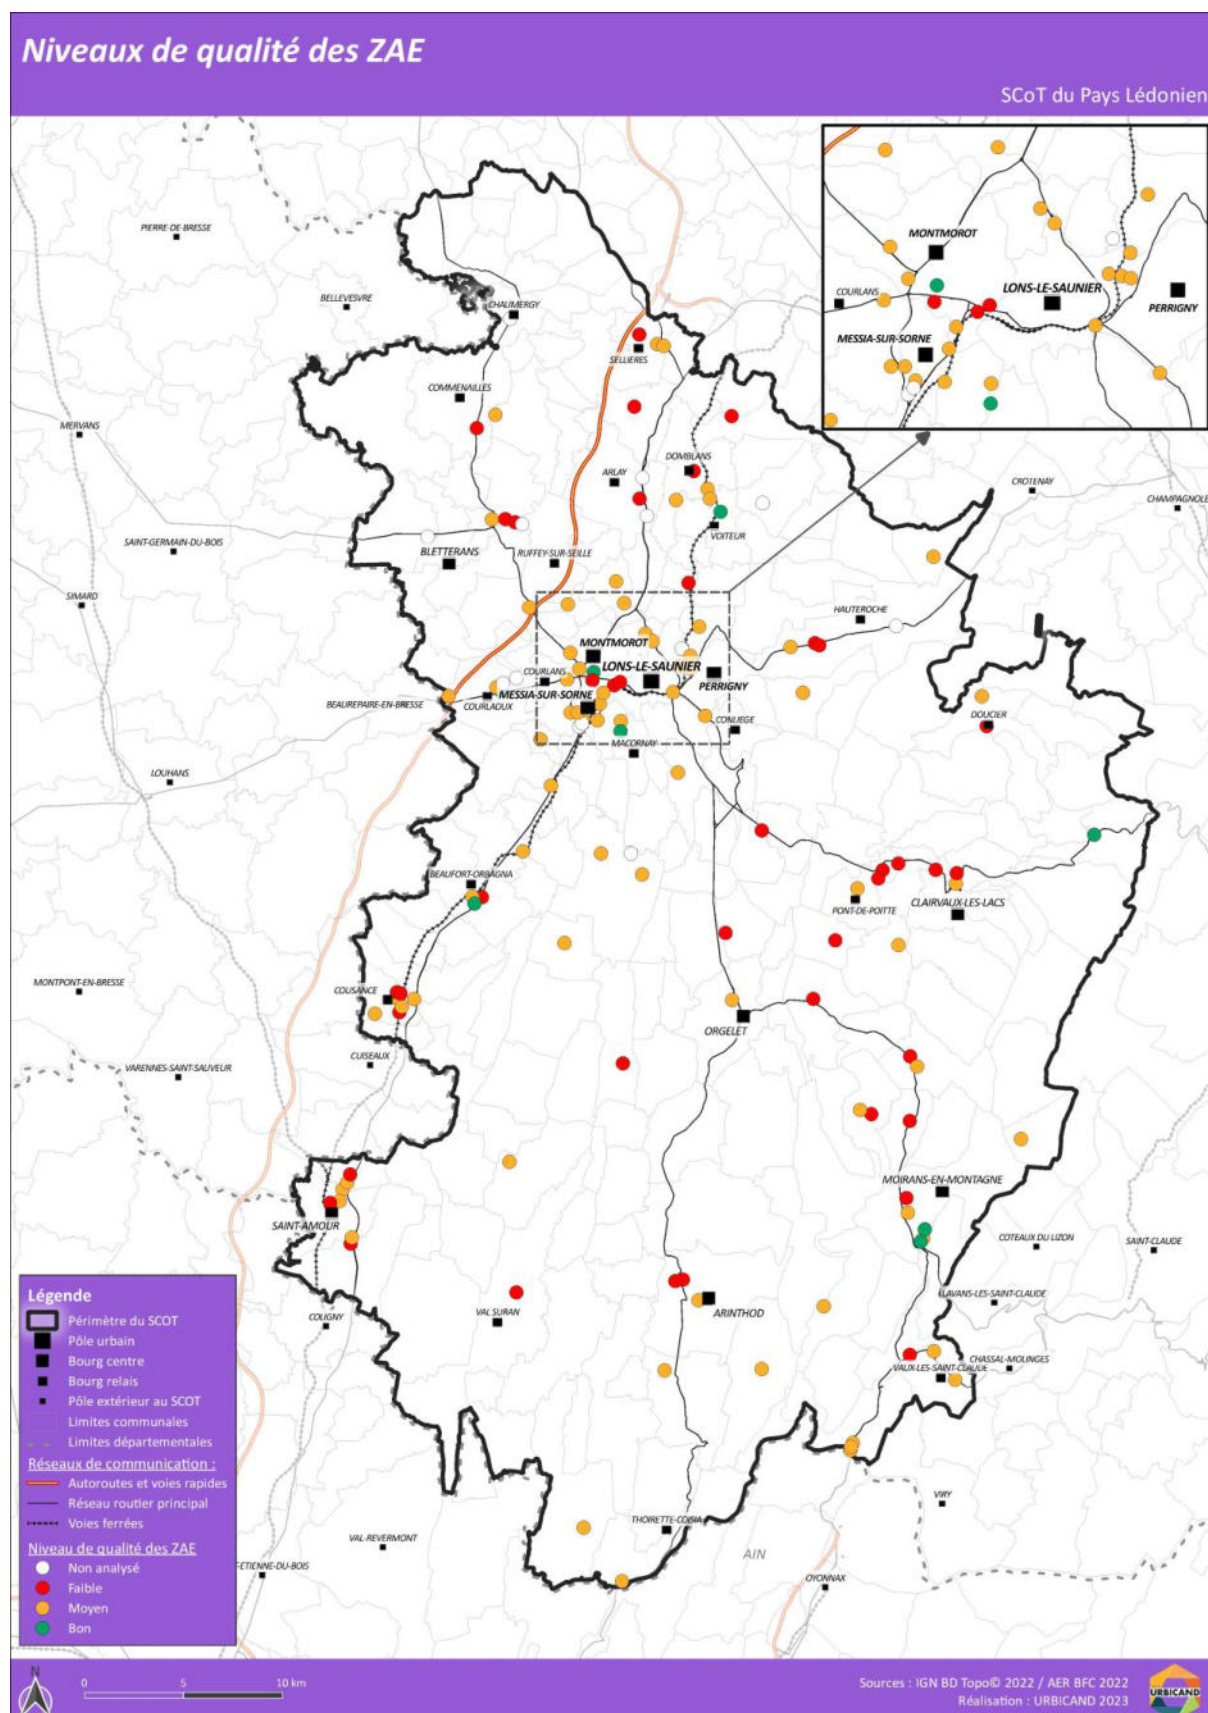 Niveaux de qualité des ZAE
SCoT du Pays Lédonien
PIERRE-DE-BRESSE
BELLEVESVRE
CHAUMERGY
MONTMOROT
COURLANS
LONS-LE-SAUNIER
PERRIGNY
MESSIA-SUR-SORNE
SELLIERES
COMMENAILLES
MERVANS
DOMBLANS
ARLAY
CROTENAY
CHAMPAGNOLE
SAINT-GERMAIN-DU-BOIS
BLETTERANS
RUFFEY-SUR-SEILLE
VOITEUR
SIMARD
HAUTEROCHE
MONTMOROT
LONS-LE-SAUNIER
COURLANS
PERRIGNY
MESSIA-SUR-SORNE
BEAUREPAIRE-EN-BRESSE
COURLAOUX
CONLIEGE
DOUCIER
MACORNAY
LOUHANS
BEAUFORT-ORBAGNA
PONT-DE-POITTE
CLAIRVAUX-LES-LACS
MONTPONT-EN-BRESSE
COUSANCE
ORGELET
CUISEAUX
VARENNES-SAINT-SAUVEUR
MOIRANS-EN-MONTAGNE
SAINT-AMOUR
COTEAUX DU LIZON
SAINT-CLAUDE
LAVANS-LES-SAINT-CLAUDE
COLIGNY
VAL SURAN
ARINTHOD
VAUX-LES-SAINT-CLAUDE
CHASSAL-MOLINGES
VIRY
THOIRETTE-COISIA
VAL-REVERMONT
AIN
T-ETIENNE-DU-BOIS
OYONNAX
Légende
Périmètre du SCOT
Pôle urbain
Bourg centre
Bourg relais
Pôle extérieur au SCOT
Limites communales
Limites départementales
Réseaux de communication :
Autoroutes et voies rapides
Réseau routier principal
Voies ferrées
Niveau de qualité des ZAE
Non analysé
Faible
Moyen
Bon
N
0 5 10 km
Sources : IGN BD Topo© 2022 / AER BFC 2022
Réalisation : URBICAND 2023
URBICAND